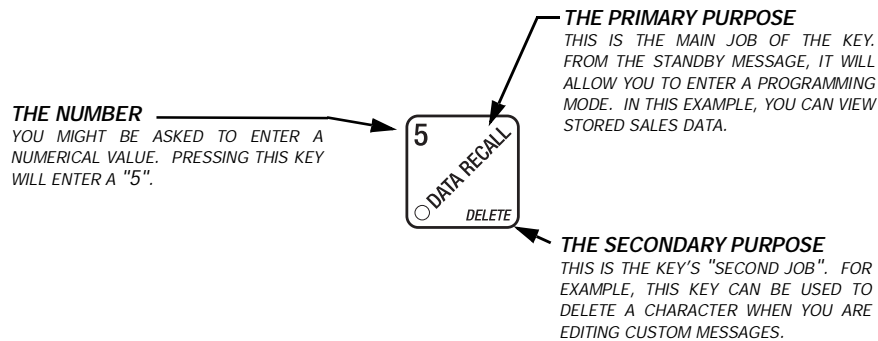 THE PRIMARY PURPOSE
THIS IS THE MAIN JOB OF THE KEY.
FROM THE STANDBY MESSAGE, IT WILL
ALLOW YOU TO ENTER A PROGRAMMING
MODE. IN THIS EXAMPLE, YOU CAN VIEW
STORED SALES DATA.
THE NUMBER
YOU MIGHT BE ASKED TO ENTER A
NUMERICAL VALUE. PRESSING THIS KEY
WILL ENTER A "5".
5
DATA RECALL
DELETE
THE SECONDARY PURPOSE
THIS IS THE KEY'S "SECOND JOB". FOR
EXAMPLE, THIS KEY CAN BE USED TO
DELETE A CHARACTER WHEN YOU ARE
EDITING CUSTOM MESSAGES.